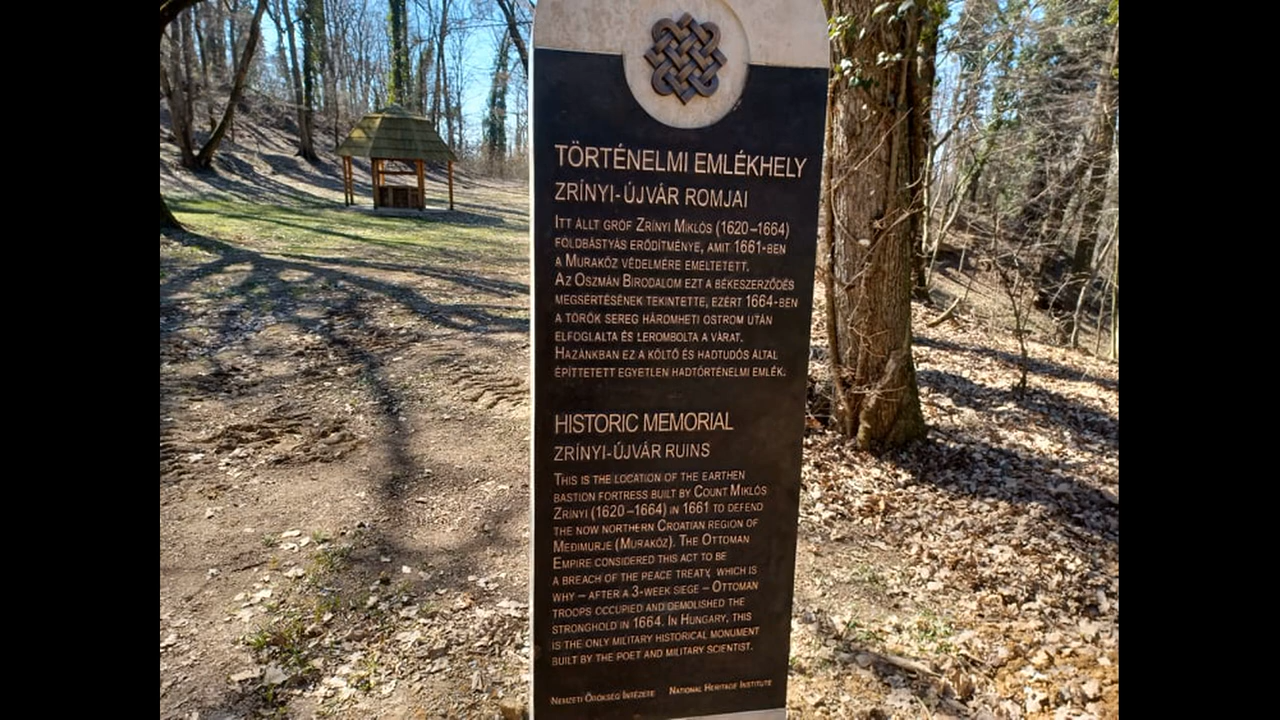 TÖRTÉNELMI EMLÉKHELY
ZRÍNYI-ÚJVÁR ROMJAI
ITT ÁLLT GRÓF ZRÍNYI MIKLÓS (1620–1664)
FÖLDBÁSTYÁS ERŐDÍTMÉNYE, AMIT 1661-BEN
A MURAKÖZ VÉDELMÉRE EMELTETETT.
AZ OSZMÁN BIRODALOM EZT A BÉKESZERZŐDÉS
MEGSÉRTÉSÉNEK TEKINTETTE, EZÉRT 1664-BEN
A TÖRÖK SEREG HÁROMHETI OSTROM UTÁN
ELFOGLALTA ÉS LEROMBOLTA A VÁRAT.
HAZÁNKBAN EZ A KÖLTŐ ÉS HADTUDÓS ÁLTAL
ÉPÍTTETETT EGYETLEN HADTÖRTÉNELMI EMLÉK.
HISTORIC MEMORIAL
ZRÍNYI-ÚJVÁR RUINS
THIS IS THE LOCATION OF THE EARTHEN
BASTION FORTRESS BUILT BY COUNT MIKLÓS
ZRÍNYI (1620–1664) IN 1661 TO DEFEND
THE NOW NORTHERN CROATIAN REGION OF
MEĐIMURJE (MURAKÖZ). THE OTTOMAN
EMPIRE CONSIDERED THIS ACT TO BE
A BREACH OF THE PEACE TREATY, WHICH IS
WHY – AFTER A 3-WEEK SIEGE – OTTOMAN
TROOPS OCCUPIED AND DEMOLISHED THE
STRONGHOLD IN 1664. IN HUNGARY, THIS
IS THE ONLY MILITARY HISTORICAL MONUMENT
BUILT BY THE POET AND MILITARY SCIENTIST.
NEMZETI ÖRÖKSÉG INTÉZETE NATIONAL HERITAGE INSTITUTE